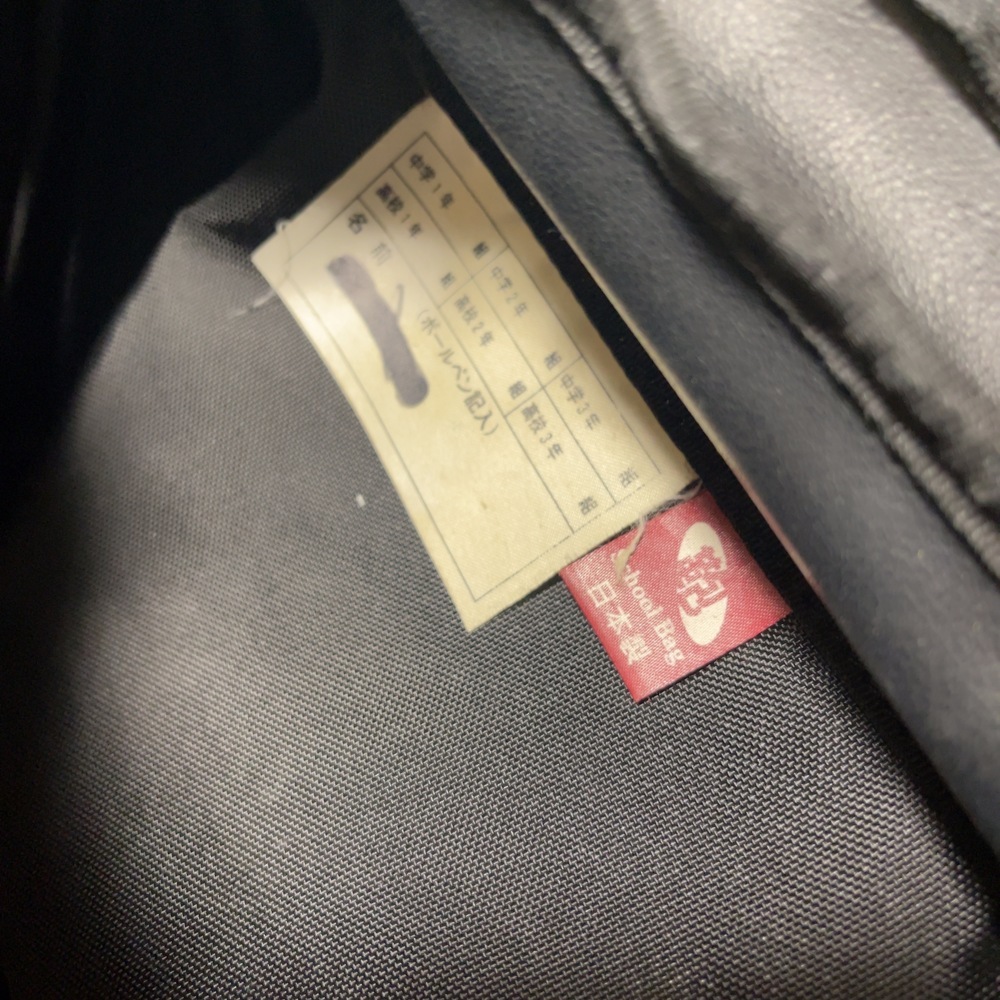 中学1年 組 中学2年 組 中学3年 組
高校1年 組 高校2年 組 高校3年 組
名前
(ボールペン記入)
鞄
School Bag
日本製